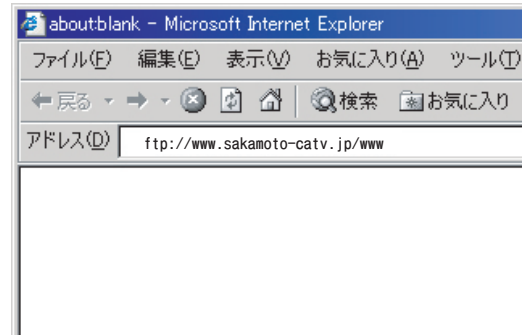 about:blank - Microsoft Internet Explorer
ファイル(F) 編集(E) 表示(V) お気に入り(A) ツール(T)
戻る 検索 お気に入り
アドレス(D) ftp://www.sakamoto-catv.jp/www